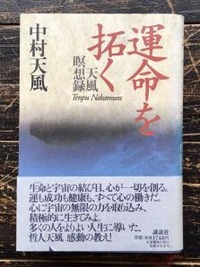 運命を
拓く
天風
瞑想録
Tempu Nakamura
中村天風
生命と宇宙の結び目、心が一切を創る。
運も成功も健康も、すべて心の働きだ。
心に宇宙の無限の力を取り込み、
積極的に生きてみよ。
多くの人をよりよい人生に導いた、
哲人天風 感動の教え!
講談社